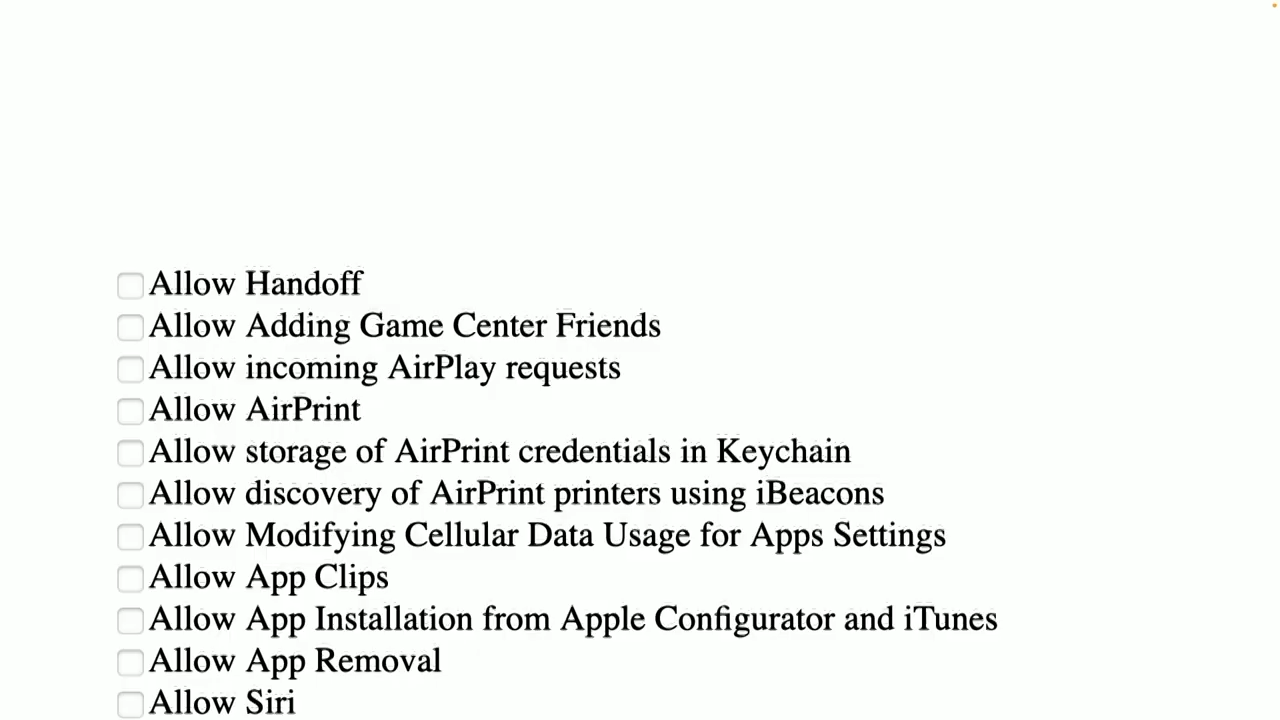 Allow Handoff
Allow Adding Game Center Friends
Allow incoming AirPlay requests
Allow AirPrint
Allow storage of AirPrint credentials in Keychain
Allow discovery of AirPrint printers using iBeacons
Allow Modifying Cellular Data Usage for Apps Settings
Allow App Clips
Allow App Installation from Apple Configurator and iTunes
Allow App Removal
Allow Siri